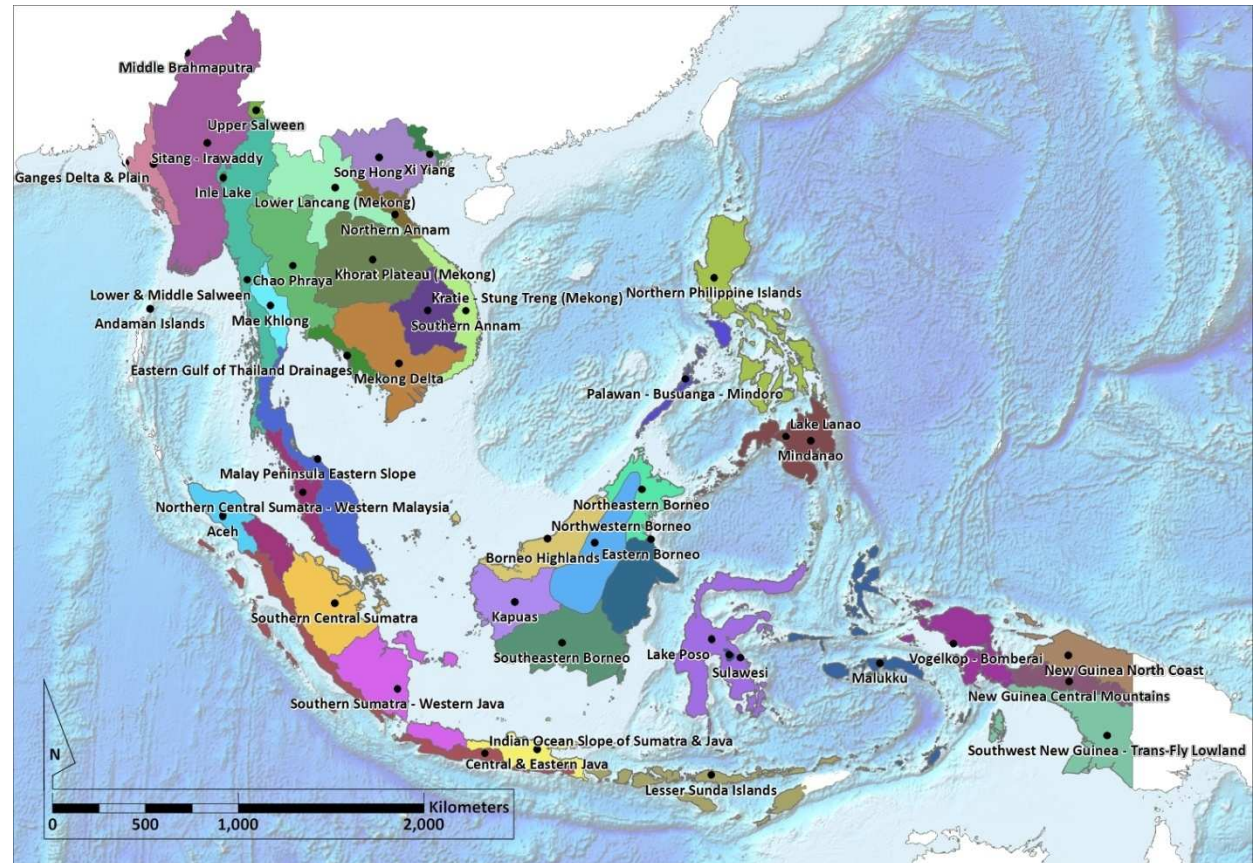 Middle Brahmaputra
Upper Salween
Sitang - Irawaddy
Song Hong
Xi Yiang
Ganges Delta & Plain
Inle Lake
Lower Lancang (Mekong)
Northern Annam
Khorat Plateau (Mekong)
Chao Phraya
Lower & Middle Salween
Kratie - Stung Treng (Mekong)
Northern Philippine Islands
Mae Khlong
Andaman Islands
Southern Annam
Eastern Gulf of Thailand Drainages
Mekong Delta
Palawan - Busuanga - Mindoro
Lake Lanao
Mindanao
Malay Peninsula Eastern Slope
Northern Central Sumatra - Western Malaysia
Northeastern Borneo
Aceh
Northwestern Borneo
Borneo Highlands
Eastern Borneo
Kapuas
Southern Central Sumatra
Southeastern Borneo
Lake Poso
Sulawesi
Vogelkop - Bomberai
Malukku
New Guinea North Coast
New Guinea Central Mountains
Southern Sumatra - Western Java
Indian Ocean Slope of Sumatra & Java
Southwest New Guinea - Trans-Fly Lowland
Central & Eastern Java
Lesser Sunda Islands
N
Kilometers
0 500 1,000 2,000